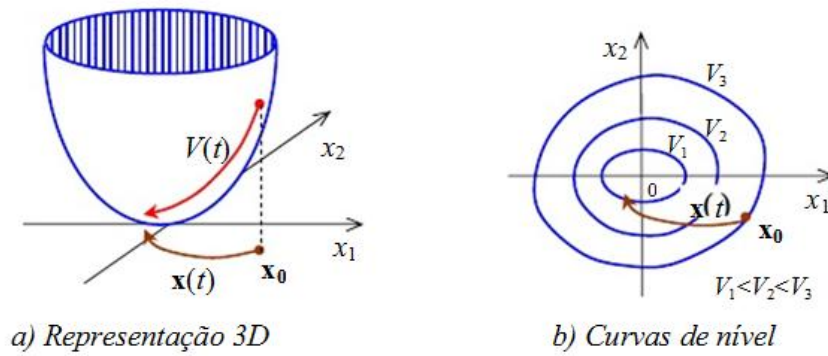 V(t)
x₂
x₁
x(t)
x₀
a) Representação 3D
x₂
V₃
V₂
V₁
0
x(t)
x₁
x₀
V₁<V₂<V₃
b) Curvas de nível